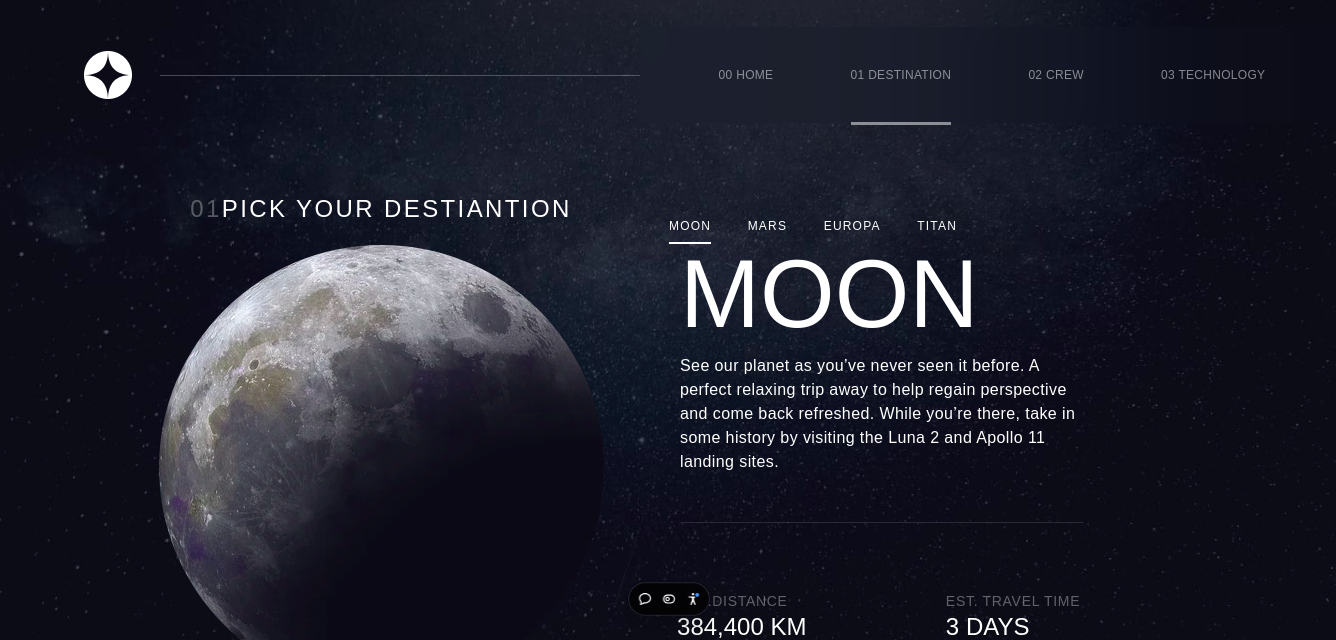 00 HOME 01 DESTINATION 02 CREW 03 TECHNOLOGY
01PICK YOUR DESTIANTION
MOON MARS EUROPA TITAN
MOON
See our planet as you’ve never seen it before. A
perfect relaxing trip away to help regain perspective
and come back refreshed. While you’re there, take in
some history by visiting the Luna 2 and Apollo 11
landing sites.
DISTANCE EST. TRAVEL TIME
384,400 KM 3 DAYS